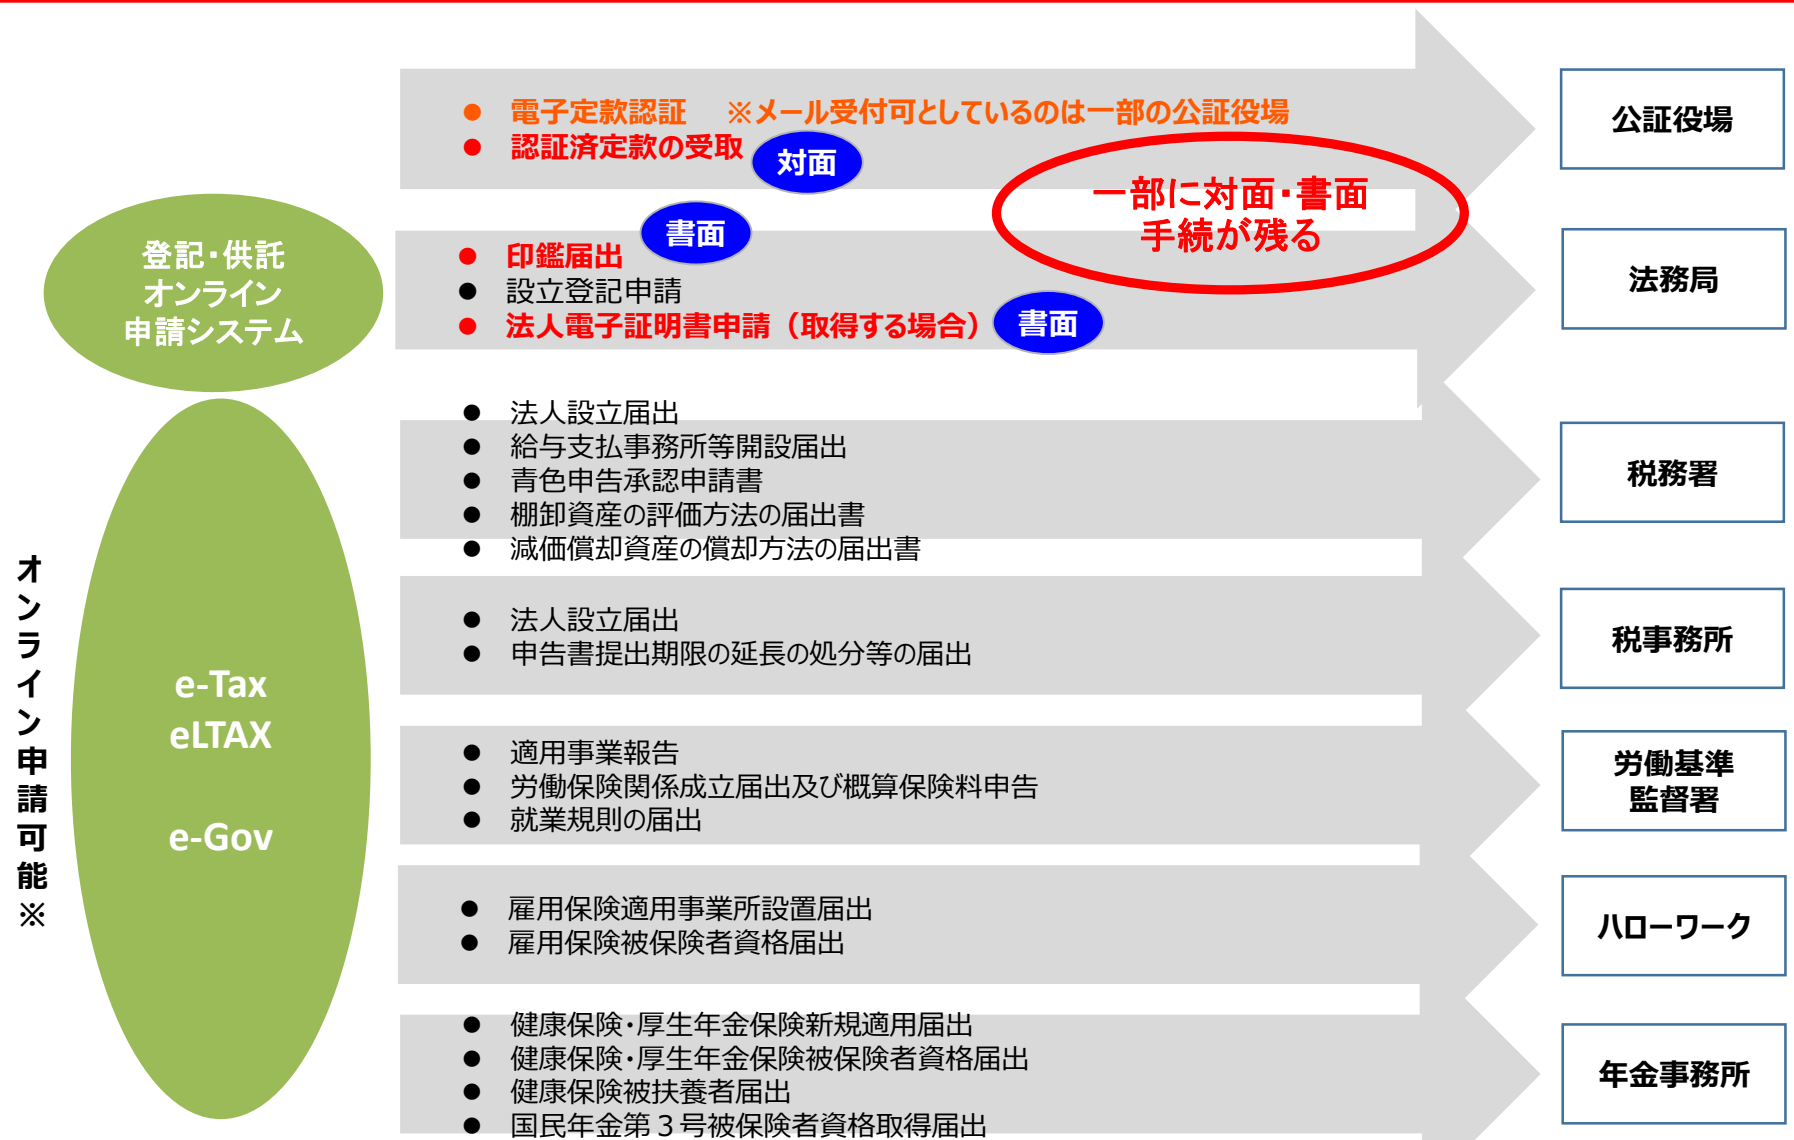 電子定款認証　※メール受付可としているのは一部の公証役場
認証済定款の受取
対面
公証役場
一部に対面・書面
手続が残る
登記・供託
オンライン
申請システム
書面
印鑑届出
設立登記申請
法人電子証明書申請（取得する場合）
書面
法務局
オンライン申請可能※
e-Tax
eLTAX
e-Gov
法人設立届出
給与支払事務所等開設届出
青色申告承認申請書
棚卸資産の評価方法の届出書
減価償却資産の償却方法の届出書
税務署
法人設立届出
申告書提出期限の延長の処分等の届出
税事務所
適用事業報告
労働保険関係成立届出及び概算保険料申告
就業規則の届出
労働基準
監督署
雇用保険適用事業所設置届出
雇用保険被保険者資格届出
ハローワーク
健康保険・厚生年金保険新規適用届出
健康保険・厚生年金保険被保険者資格届出
健康保険被扶養者届出
国民年金第３号被保険者資格取得届出
年金事務所